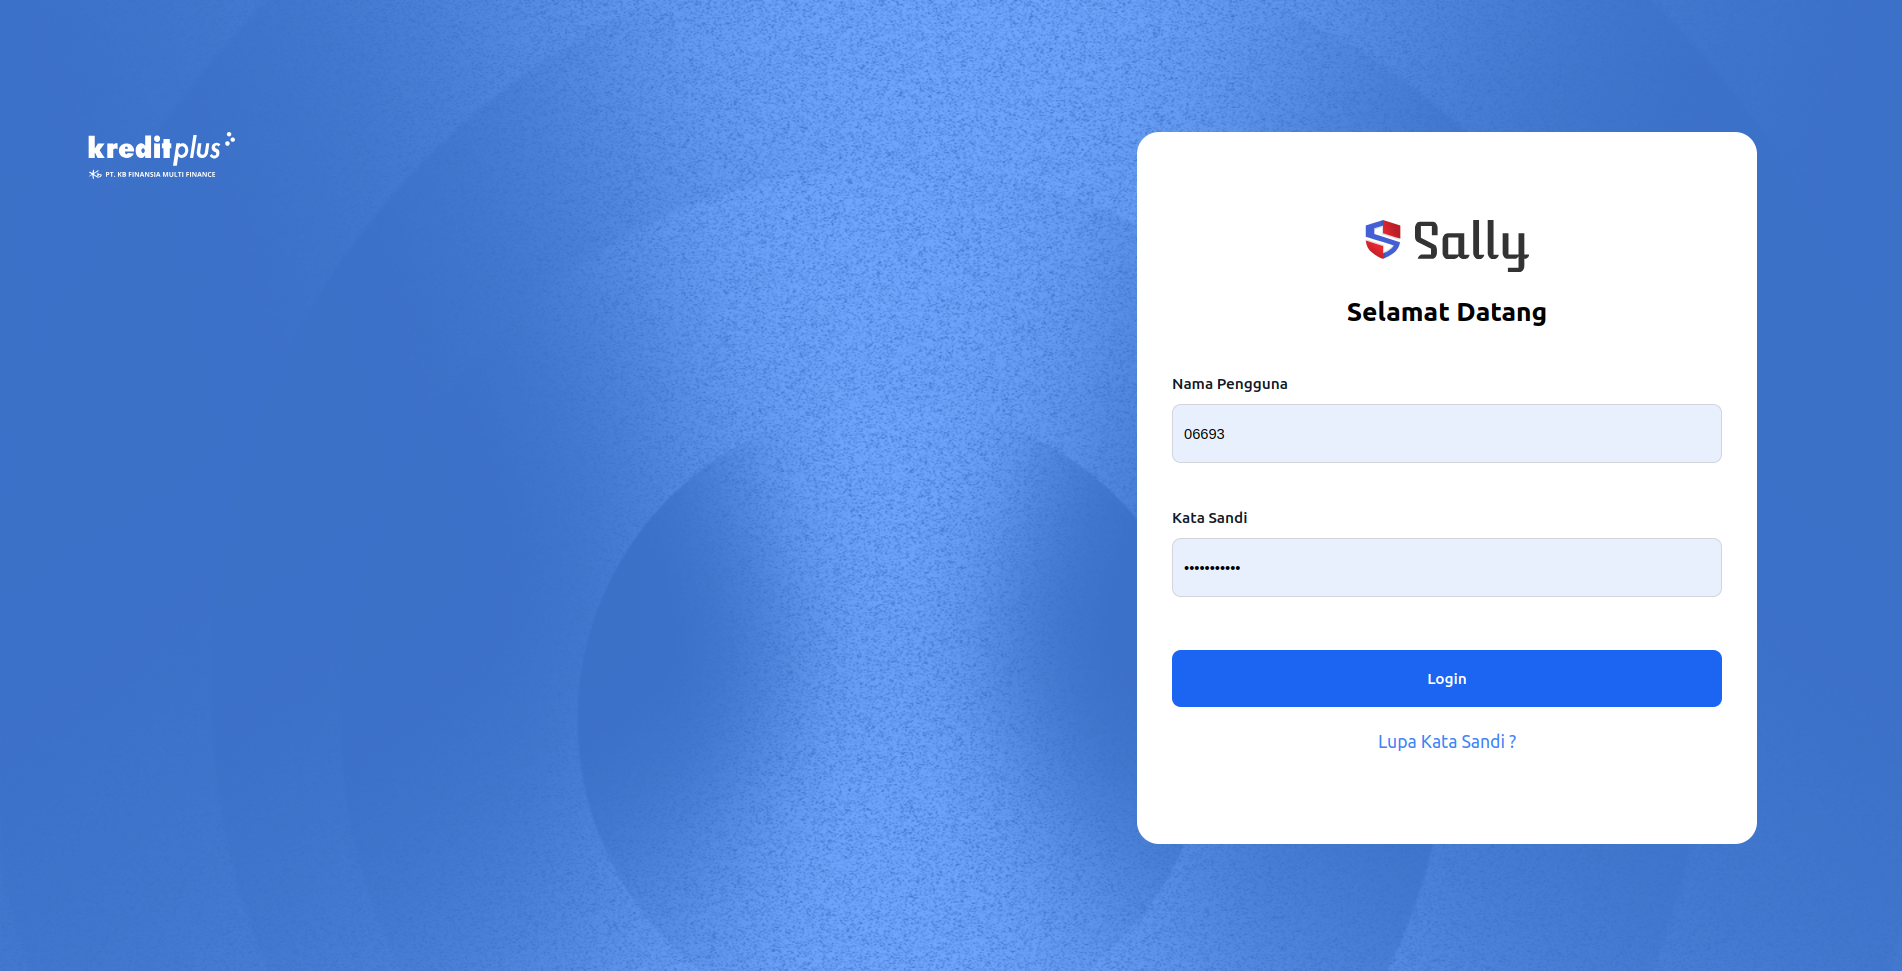 kreditplus
PT. KB FINANSIA MULTI FINANCE
Sally
Selamat Datang
Nama Pengguna
06693
Kata Sandi
•••••••••••
Login
Lupa Kata Sandi ?